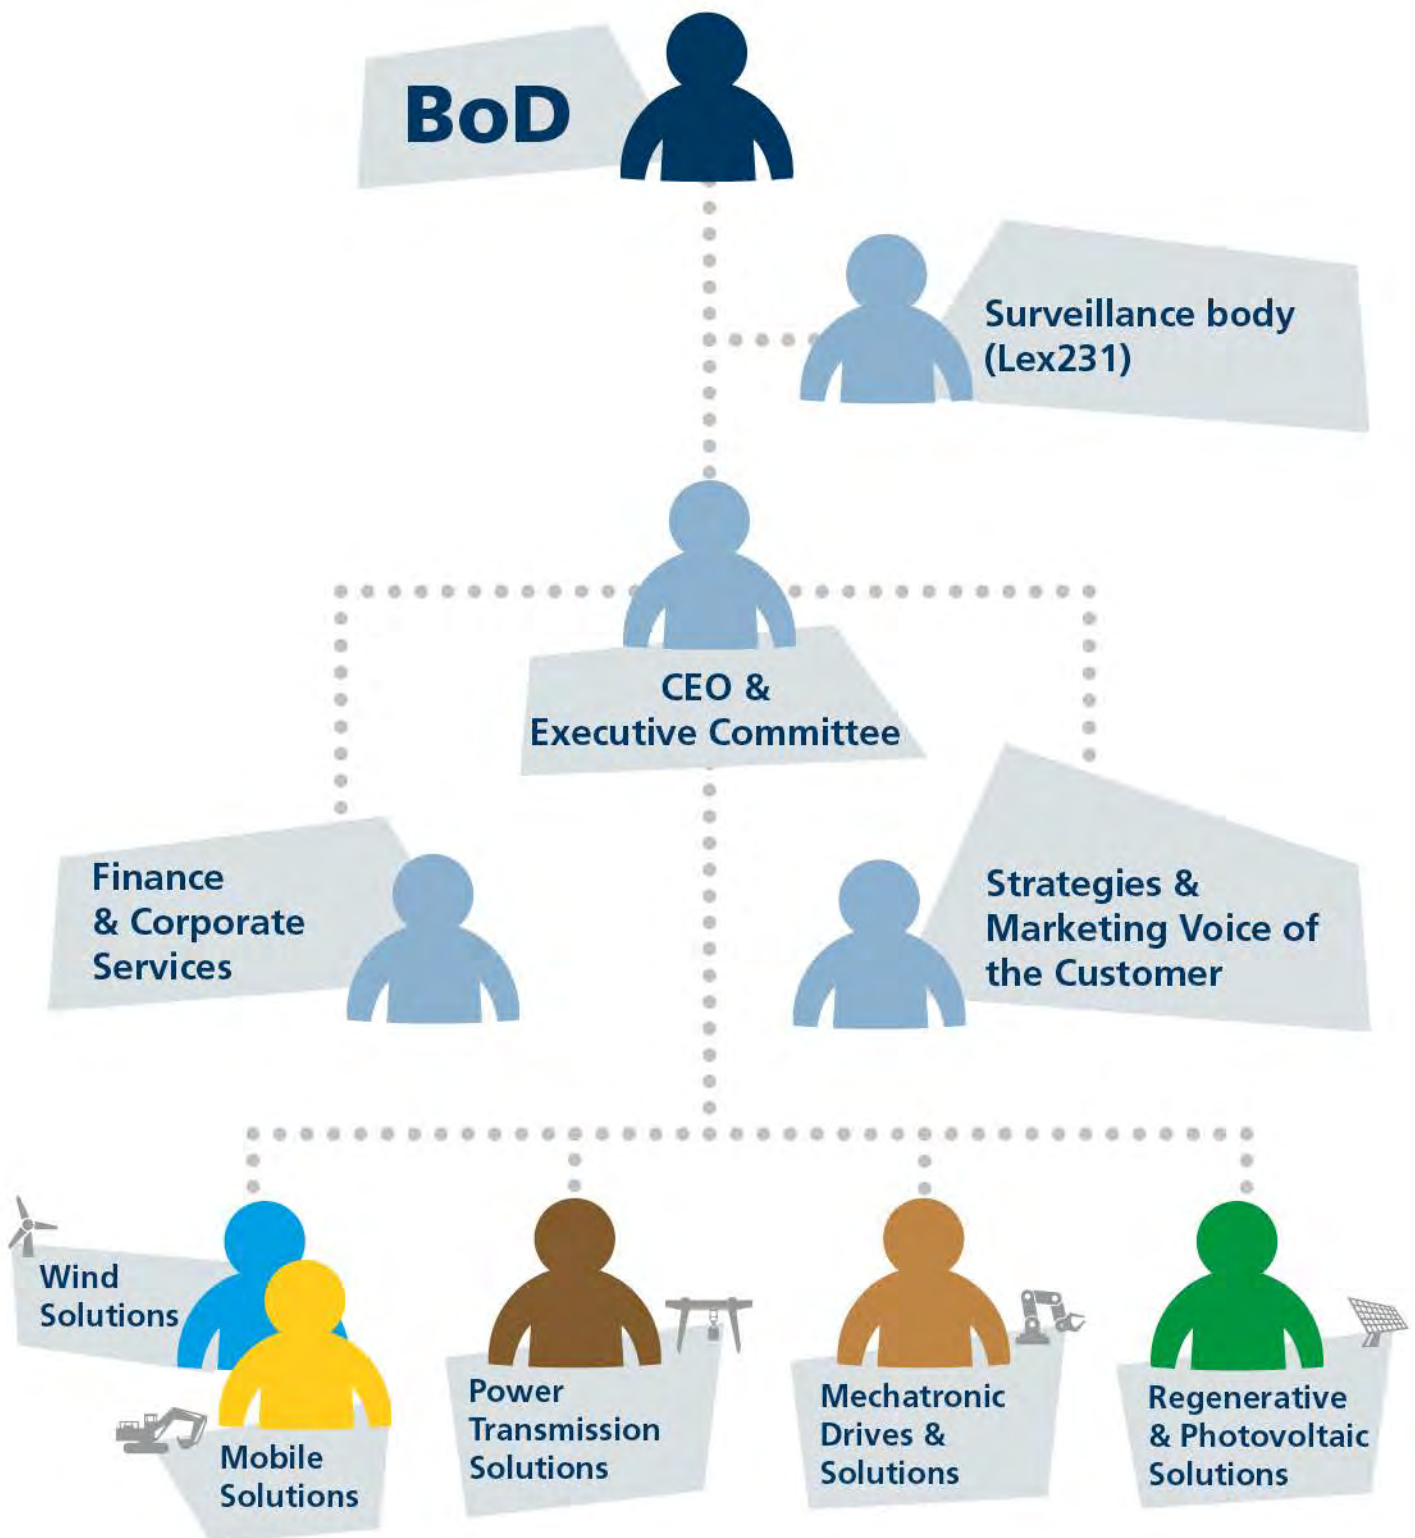 BoD
Surveillance body
(Lex231)
CEO &
Executive Committee
Finance
& Corporate
Services
Strategies &
Marketing Voice of
the Customer
Wind
Solutions
Mobile
Solutions
Power
Transmission
Solutions
Mechatronic
Drives &
Solutions
Regenerative
& Photovoltaic
Solutions